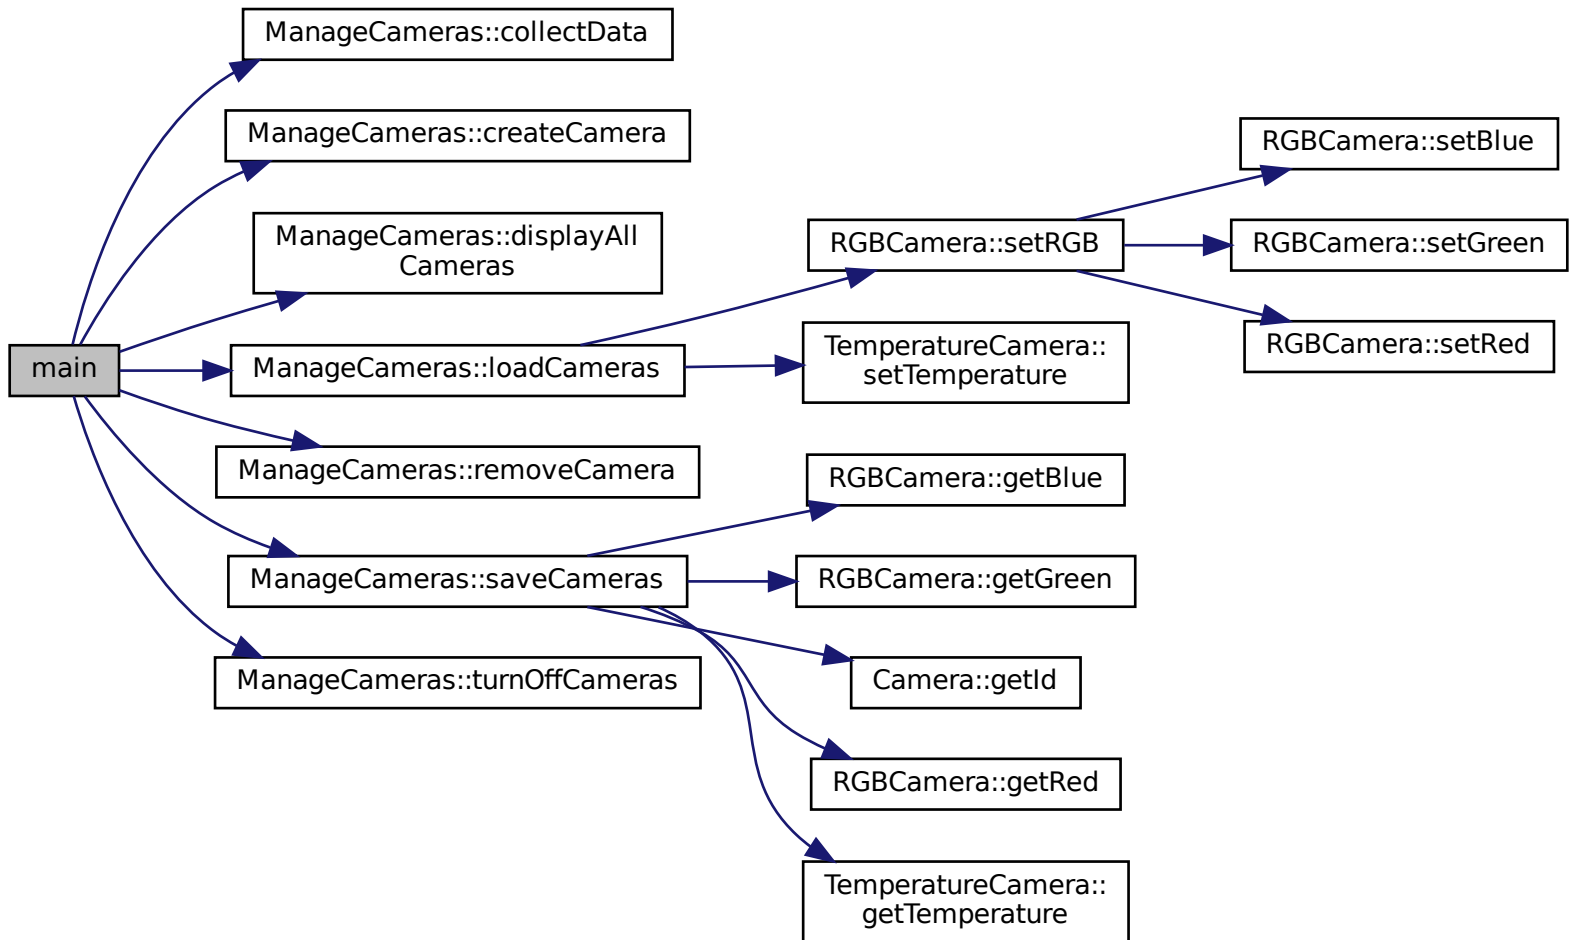 main
ManageCameras::collectData
ManageCameras::createCamera
ManageCameras::displayAll
Cameras
ManageCameras::loadCameras
ManageCameras::removeCamera
ManageCameras::saveCameras
ManageCameras::turnOffCameras
RGBCamera::setRGB
TemperatureCamera::
setTemperature
RGBCamera::getBlue
RGBCamera::getGreen
Camera::getId
RGBCamera::getRed
TemperatureCamera::
getTemperature
RGBCamera::setBlue
RGBCamera::setGreen
RGBCamera::setRed